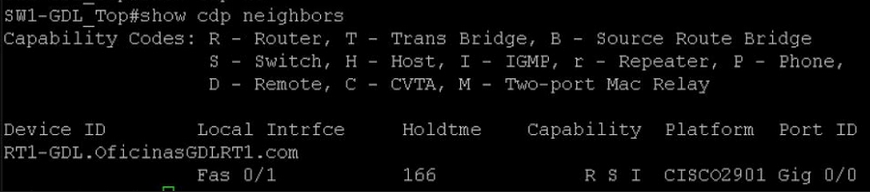 SW1-GDL_Top#show cdp neighbors
Capability Codes: R - Router, T - Trans Bridge, B - Source Route Bridge
S - Switch, H - Host, I - IGMP, r - Repeater, P - Phone,
D - Remote, C - CVTA, M - Two-port Mac Relay
Device ID Local Intrfce Holdtme Capability Platform Port ID
RT1-GDL.OficinasGDLRT1.com
Fas 0/1 166 R S I CISCO2901 Gig 0/0